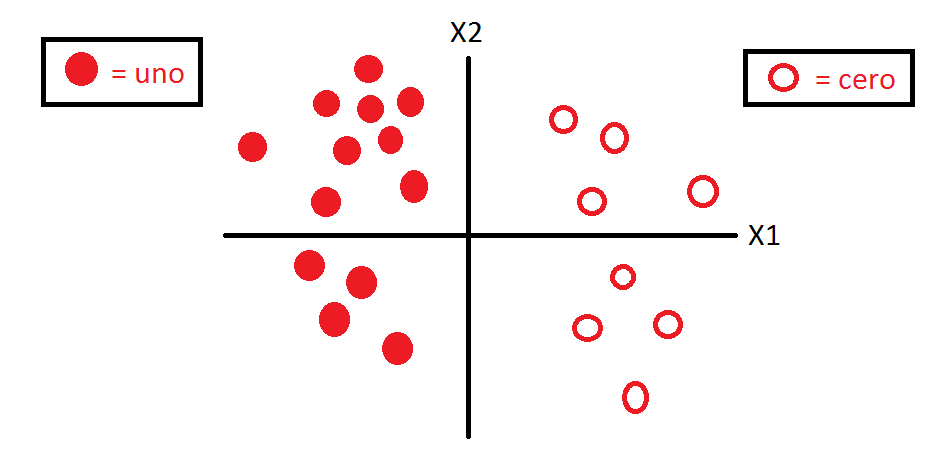 X2
= uno
= cero
X1